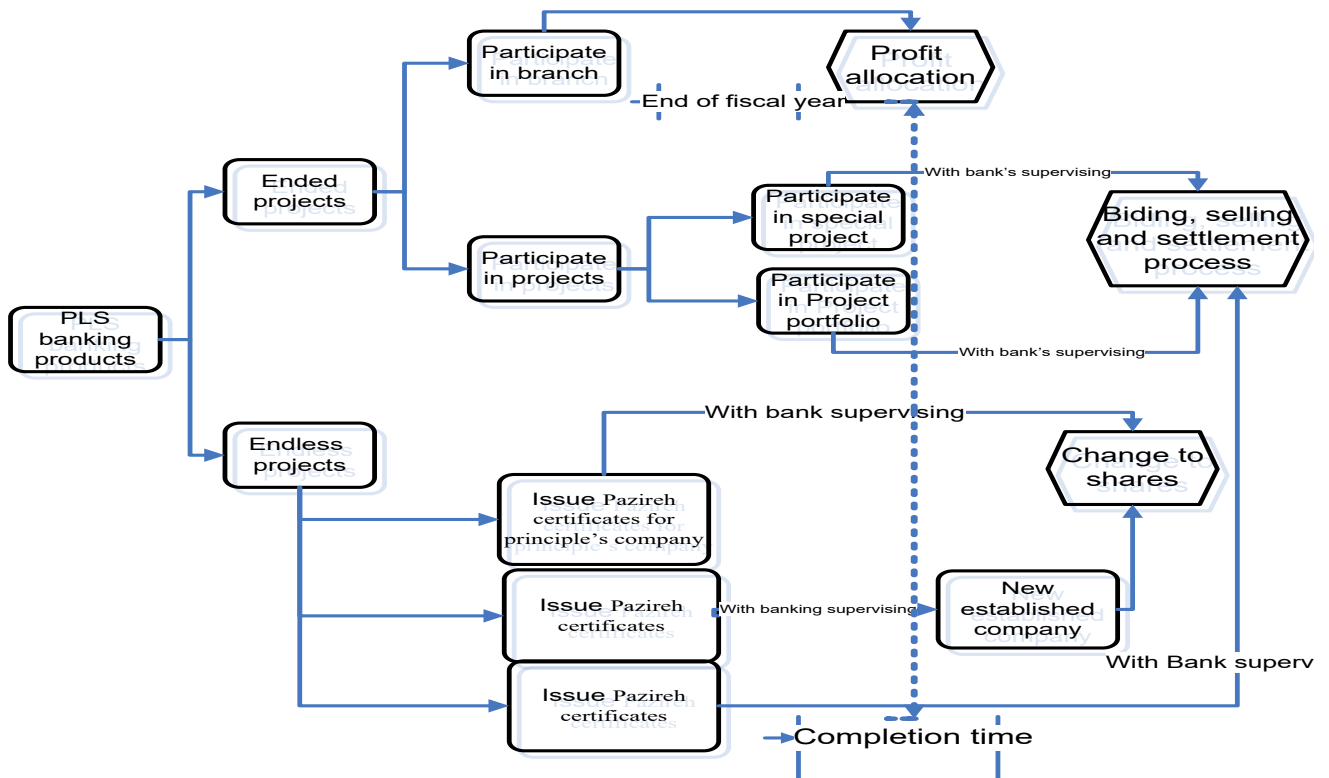 Participate
in branch
Profit
allocation
End of fiscal year
Ended
projects
Participate
in projects
Participate
in special
project
With bank's supervising
Biding, selling
and settlement
process
Participate
in Project
portfolio
With bank's supervising
PLS
banking
products
Endless
projects
With bank supervising
Change to
shares
Issue Pazireh
certificates for
principle's company
Issue Pazireh
certificates
With banking supervising
New
established
company
With Bank superv
Issue Pazireh
certificates
Completion time